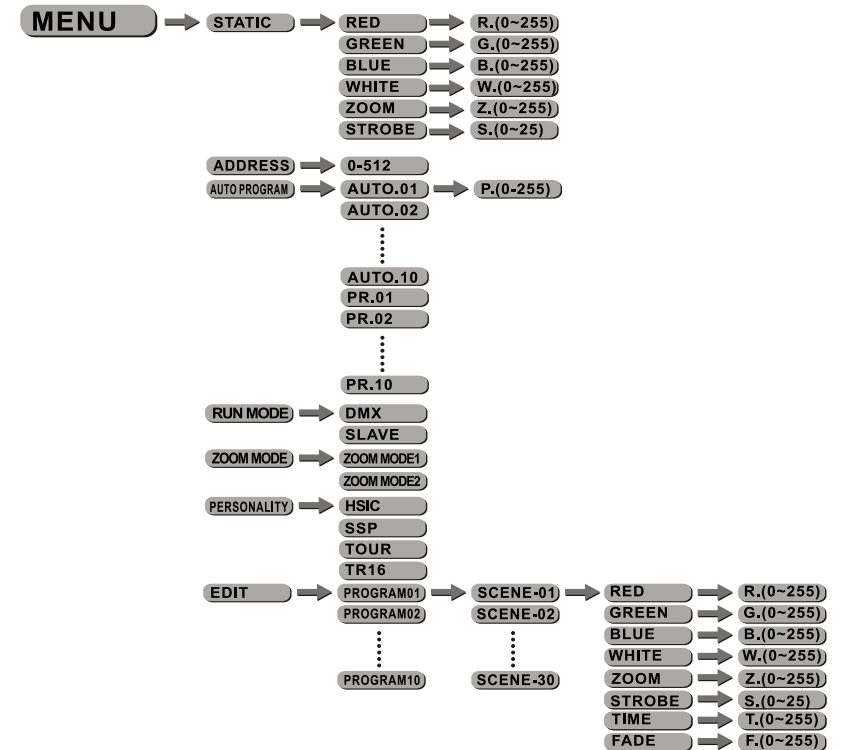 MENU STATIC RED R.(0~255)
GREEN G.(0~255)
BLUE B.(0~255)
WHITE W.(0~255)
ZOOM Z.(0~255)
STROBE S.(0~25)
ADDRESS 0-512
AUTO PROGRAM AUTO.01 P.(0-255)
AUTO.02
AUTO.10
PR.01
PR.02
PR.10
RUN MODE DMX
SLAVE
ZOOM MODE ZOOM MODE1
ZOOM MODE2
PERSONALITY HSIC
SSP
TOUR
TR16
EDIT PROGRAM01 SCENE-01 RED R.(0~255)
PROGRAM02 SCENE-02 GREEN G.(0~255)
BLUE B.(0~255)
WHITE W.(0~255)
PROGRAM10 SCENE-30 ZOOM Z.(0~255)
STROBE S.(0~25)
TIME T.(0~255)
FADE F.(0~255)